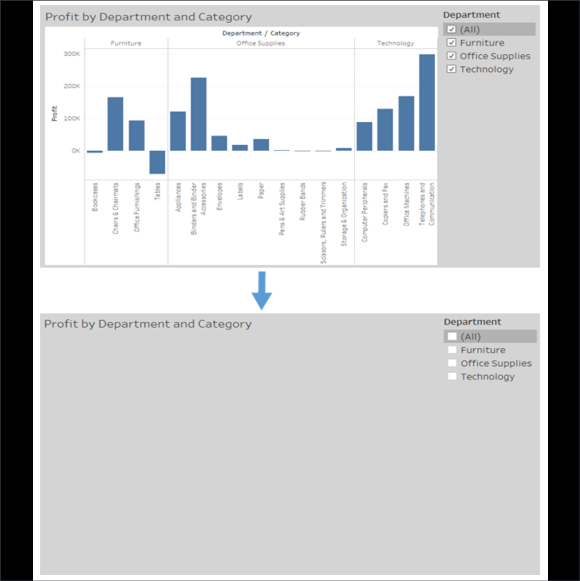 Profit by Department and Category
Department
(All)
Furniture
Office Supplies
Technology
Department / Category
Furniture
Office Supplies
Technology
Profit
300K
200K
100K
0K
Bookcases
Chairs & Chairmats
Office Furnishings
Tables
Appliances
Binders and Binder
Accessories
Envelopes
Labels
Paper
Pens & Art Supplies
Rubber Bands
Scissors, Rulers and Trimmers
Storage & Organization
Computer Peripherals
Copiers and Fax
Office Machines
Telephones and
Communication
Profit by Department and Category
Department
(All)
Furniture
Office Supplies
Technology